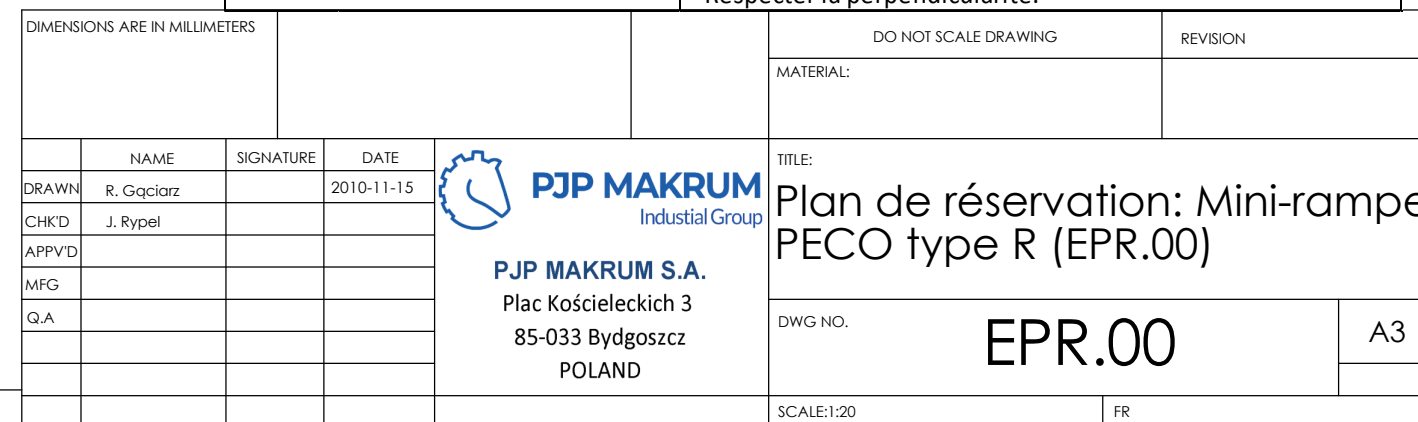 Respecter la perpendicularité.
DIMENSIONS ARE IN MILLIMETERS
DO NOT SCALE DRAWING
REVISION
MATERIAL:
NAME
SIGNATURE
DATE
DRAWN
R. Gąciarz
2010-11-15
CHK'D
J. Rypel
APPV'D
MFG
Q.A
PJP MAKRUM
Industial Group
PJP MAKRUM S.A.
Plac Kościeleckich 3
85-033 Bydgoszcz
POLAND
TITLE:
Plan de réservation: Mini-rampe
PECO type R (EPR.00)
DWG NO.
EPR.00
A3
SCALE:1:20
FR